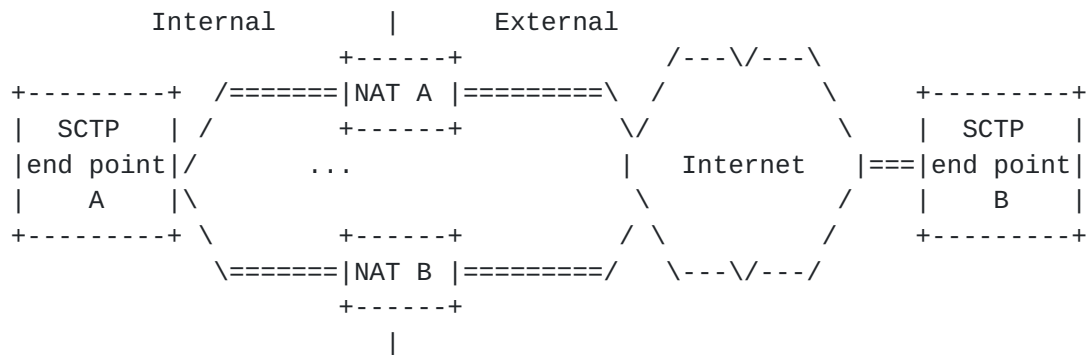 Internal | External
+------+ /---\/---\
+---------+ /=======|NAT A |=========\ / \ +---------+
| SCTP | / +------+ \/ \ | SCTP |
|end point|/ ... | Internet |===|end point|
| A |\ \ / | B |
+---------+ \ +------+ / \ / +---------+
\=======|NAT B |=========/ \---\/---/
+------+
|